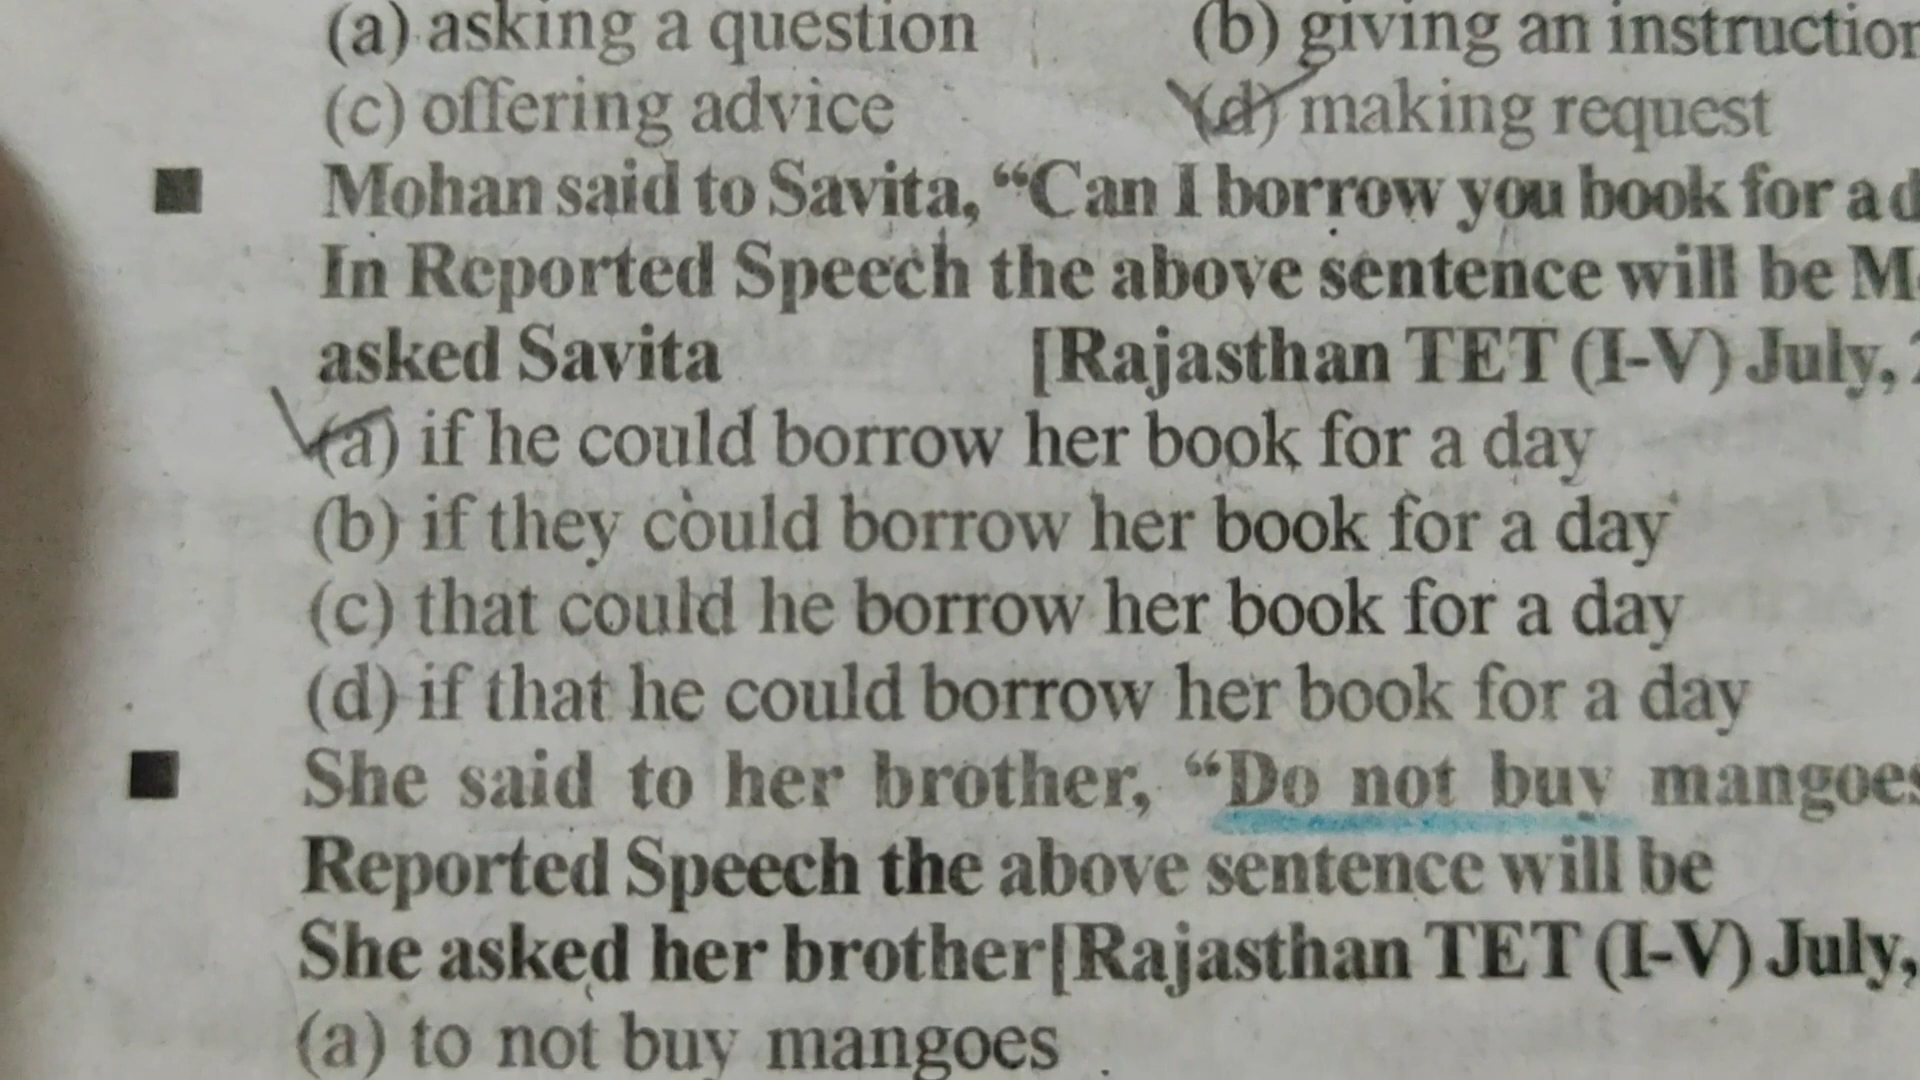 (a) asking a question (b) giving an instruction
(c) offering advice (d) making request
Mohan said to Savita, “Can I borrow you book for a
In Reported Speech the above sentence will be
asked Savita [Rajasthan TET (I-V) July,
(a) if he could borrow her book for a day
(b) if they could borrow her book for a day
(c) that could he borrow her book for a day
(d) if that he could borrow her book for a day
She said to her brother, “Do not buy mangoes
Reported Speech the above sentence will be
She asked her brother[Rajasthan TET (I-V) July,
(a) to not buy mangoes